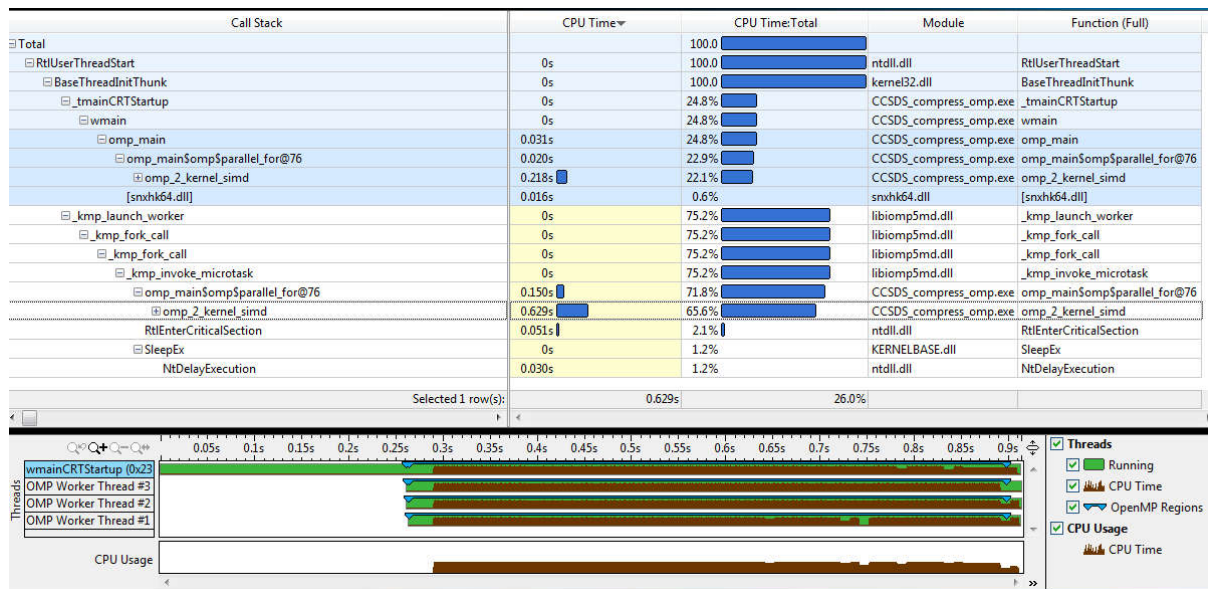 Call Stack CPU Time CPU Time:Total Module Function (Full)
Total 100.0
RtlUserThreadStart 0s 100.0 ntdll.dll RtlUserThreadStart
BaseThreadInitThunk 0s 100.0 kernel32.dll BaseThreadInitThunk
_tmainCRTStartup 0s 24.8% CCSDS_compress_omp.exe _tmainCRTStartup
wmain 0s 24.8% CCSDS_compress_omp.exe wmain
omp_main 0.031s 24.8% CCSDS_compress_omp.exe omp_main
omp_main$omp$parallel_for@76 0.020s 22.9% CCSDS_compress_omp.exe omp_main$omp$parallel_for@76
omp_2_kernel_simd 0.218s 22.1% CCSDS_compress_omp.exe omp_2_kernel_simd
[snxhk64.dll] 0.016s 0.6% snxhk64.dll [snxhk64.dll]
_kmp_launch_worker 0s 75.2% libiomp5md.dll _kmp_launch_worker
_kmp_fork_call 0s 75.2% libiomp5md.dll _kmp_fork_call
_kmp_fork_call 0s 75.2% libiomp5md.dll _kmp_fork_call
_kmp_invoke_microtask 0s 75.2% libiomp5md.dll _kmp_invoke_microtask
omp_main$omp$parallel_for@76 0.150s 71.8% CCSDS_compress_omp.exe omp_main$omp$parallel_for@76
omp_2_kernel_simd 0.629s 65.6% CCSDS_compress_omp.exe omp_2_kernel_simd
RtlEnterCriticalSection 0.051s 2.1% ntdll.dll RtlEnterCriticalSection
SleepEx 0s 1.2% KERNELBASE.dll SleepEx
NtDelayExecution 0.030s 1.2% ntdll.dll NtDelayExecution
Selected 1 row(s): 0.629s 26.0%
0.05s 0.1s 0.15s 0.2s 0.25s 0.3s 0.35s 0.4s 0.45s 0.5s 0.55s 0.6s 0.65s 0.7s 0.75s 0.8s 0.85s 0.9s
Threads
wmainCRTStartup (0x23
OMP Worker Thread #3
OMP Worker Thread #2
OMP Worker Thread #1
CPU Usage
Threads
Running
CPU Time
OpenMP Regions
CPU Usage
CPU Time